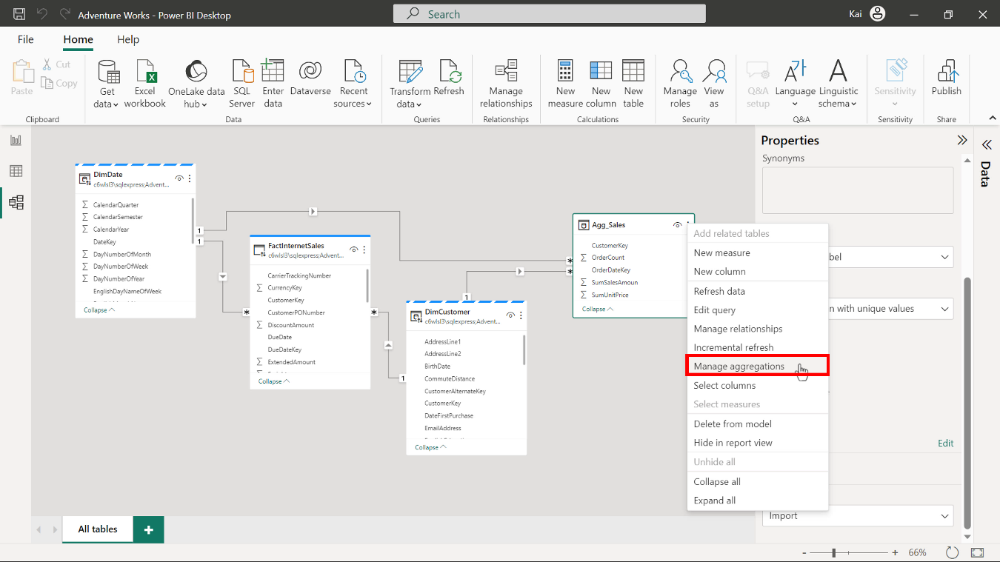 Adventure Works - Power BI Desktop
Search
Kai
File
Home
Help
Paste
Cut
Copy
Clipboard
Get data
Excel workbook
OneLake data hub
SQL Server
Enter data
Dataverse
Recent sources
Data
Transform data
Refresh
Queries
Manage relationships
Relationships
New measure
New column
New table
Calculations
Manage roles
View as
Security
Q&A setup
Language
Linguistic schema
Q&A
Sensitivity
Sensitivity
Publish
Share
DimDate
c6wlsl3\sqlexpress;Advent...
CalendarQuarter
CalendarSemester
CalendarYear
DateKey
DayNumberOfMonth
DayNumberOfWeek
DayNumberOfYear
EnglishDayNameOfWeek
Collapse
1
1
FactInternetSales
c6wlsl3\sqlexpress;Advent...
CarrierTrackingNumber
CurrencyKey
CustomerKey
CustomerPONumber
DiscountAmount
DueDate
DueDateKey
ExtendedAmount
Collapse
*
*
DimCustomer
c6wlsl3\sqlexpress;Advent...
AddressLine1
AddressLine2
BirthDate
CommuteDistance
CustomerAlternateKey
CustomerKey
DateFirstPurchase
EmailAddress
Collapse
1
1
Agg_Sales
CustomerKey
OrderCount
OrderDateKey
SumSalesAmoun
SumUnitPrice
Collapse
*
*
Add related tables
New measure
New column
Refresh data
Edit query
Manage relationships
Incremental refresh
Manage aggregations
Select columns
Select measures
Delete from model
Hide in report view
Unhide all
Collapse all
Expand all
Properties
Synonyms
bel
n with unique values
Edit
Import
Data
All tables
+
- + 66%